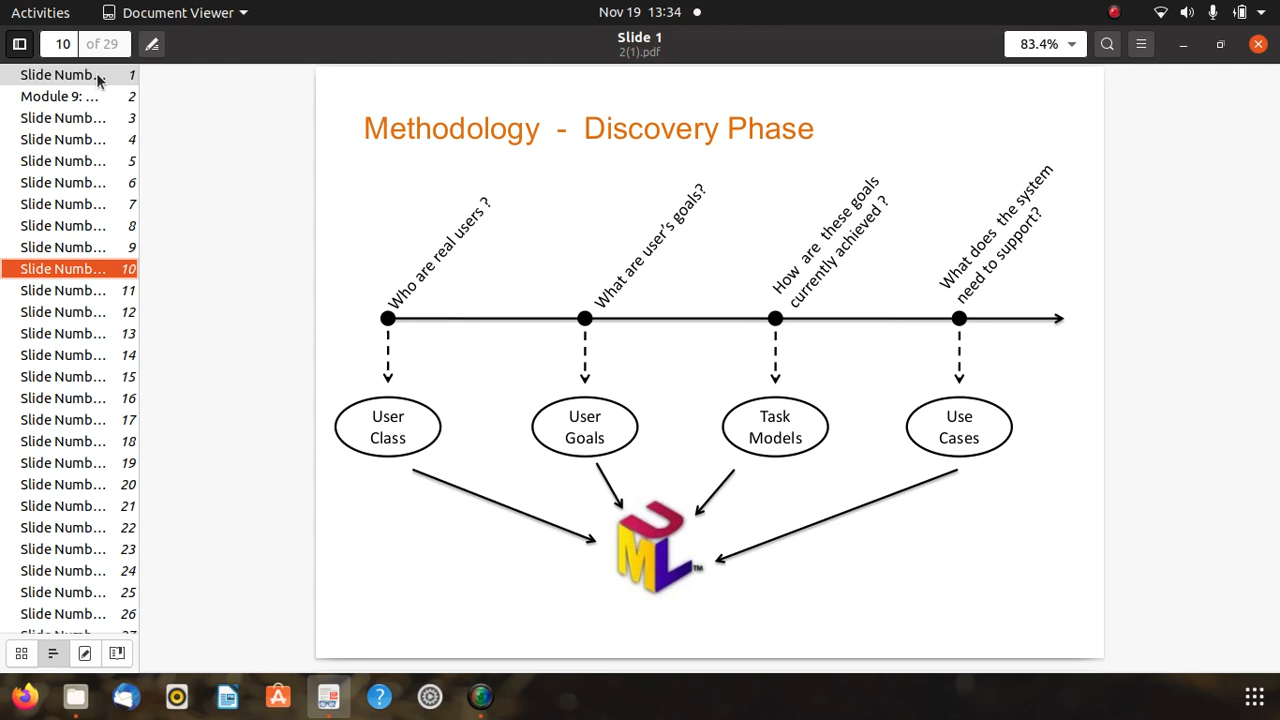 Activities
Document Viewer
Nov 19 13:34
10
of 29
Slide 1
2(1).pdf
83.4%
Slide Numb... 1
Module 9: ... 2
Slide Numb... 3
Slide Numb... 4
Slide Numb... 5
Slide Numb... 6
Slide Numb... 7
Slide Numb... 8
Slide Numb... 9
Slide Numb... 10
Slide Numb... 11
Slide Numb... 12
Slide Numb... 13
Slide Numb... 14
Slide Numb... 15
Slide Numb... 16
Slide Numb... 17
Slide Numb... 18
Slide Numb... 19
Slide Numb... 20
Slide Numb... 21
Slide Numb... 22
Slide Numb... 23
Slide Numb... 24
Slide Numb... 25
Slide Numb... 26
Methodology - Discovery Phase
Who are real users ?
What are user's goals?
How are these goals
currently achieved ?
What does the system
need to support?
User
Class
User
Goals
Task
Models
Use
Cases
UML
TM